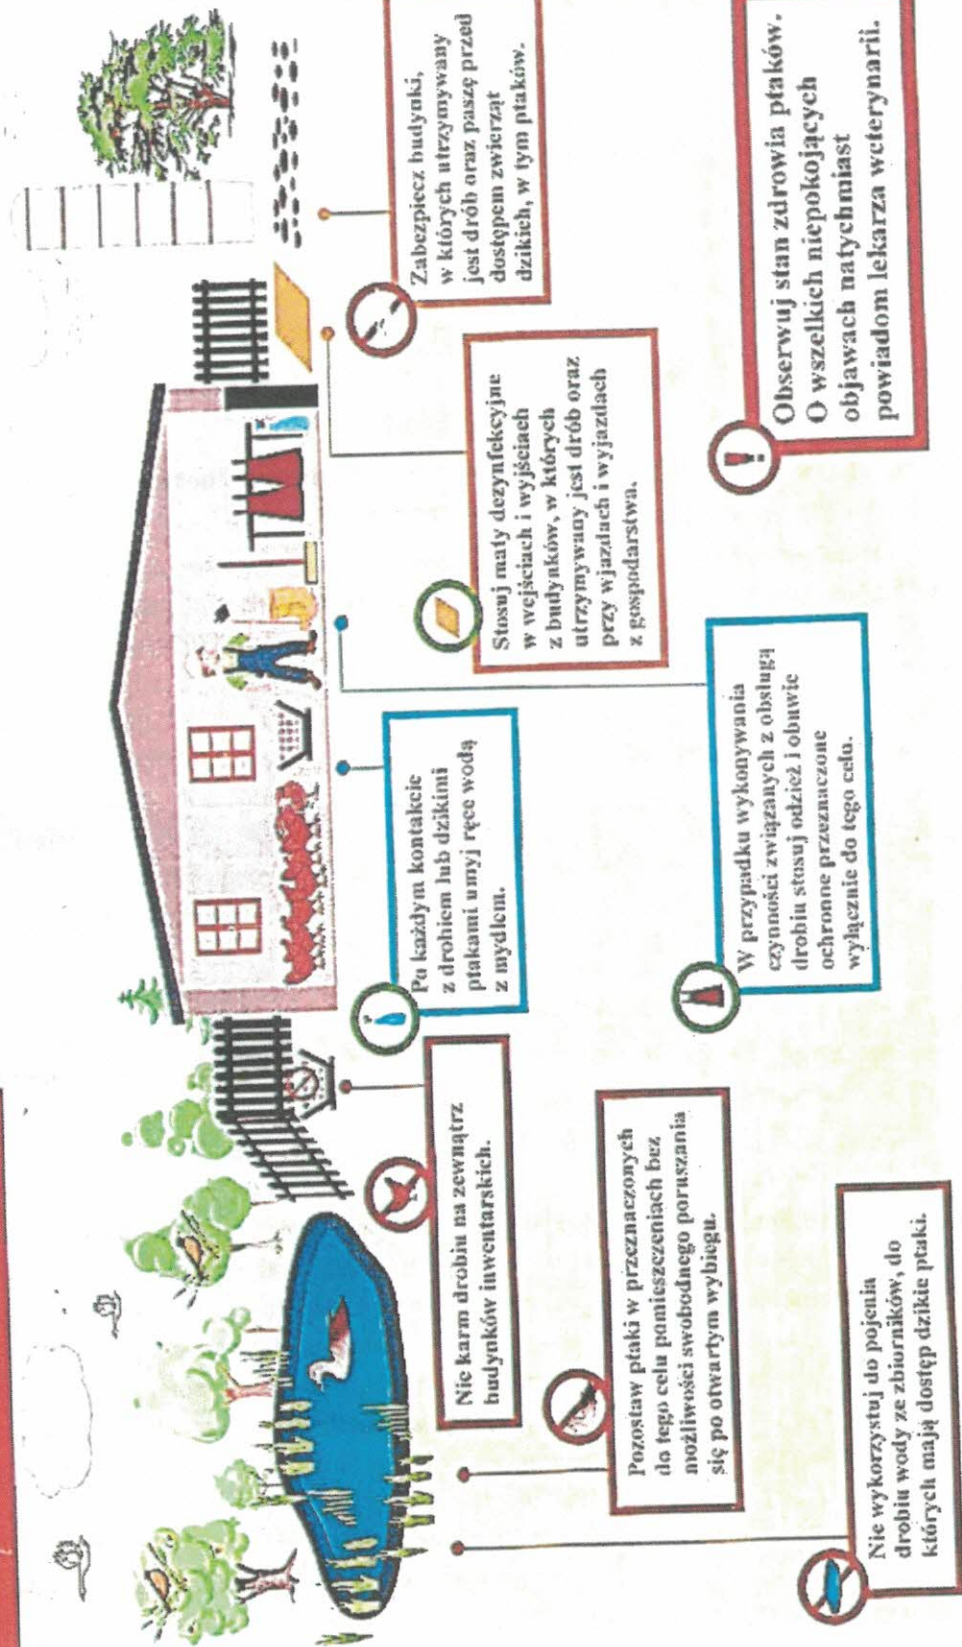 Nie wykorzystuj do pojenia
drobiu wody ze zbiorników, do
których mają dostęp dzikie ptaki.
Pozostaw ptaki w przeznaczonych
do tego celu pomieszczeniach bez
możliwości swobodnego poruszania
się po otwartym wybiegu.
Nie karm drobiu na zewnątrz
budynków inwentarskich.
Po każdym kontakcie
z drobiem lub dzikimi
ptakami umyj ręce wodą
z mydłem.
W przypadku wykonywania
czynności związanych z obsługą
drobiu stosuj odzież i obuwie
ochronne przeznaczone
wyłącznie do tego celu.
Stosuj maty dezynfekcyjne
w wejściach i wyjściach
z budynków, w których
utrzymywany jest drób oraz
przy wjazdach i wyjazdach
z gospodarstwa.
Zabezpiecz budynki,
w których utrzymywany
jest drób oraz paszę przed
dostępem zwierząt
dzikich, w tym ptaków.
Obserwuj stan zdrowia ptaków.
O wszelkich niepokojących
objawach natychmiast
powiadom lekarza weterynarii.